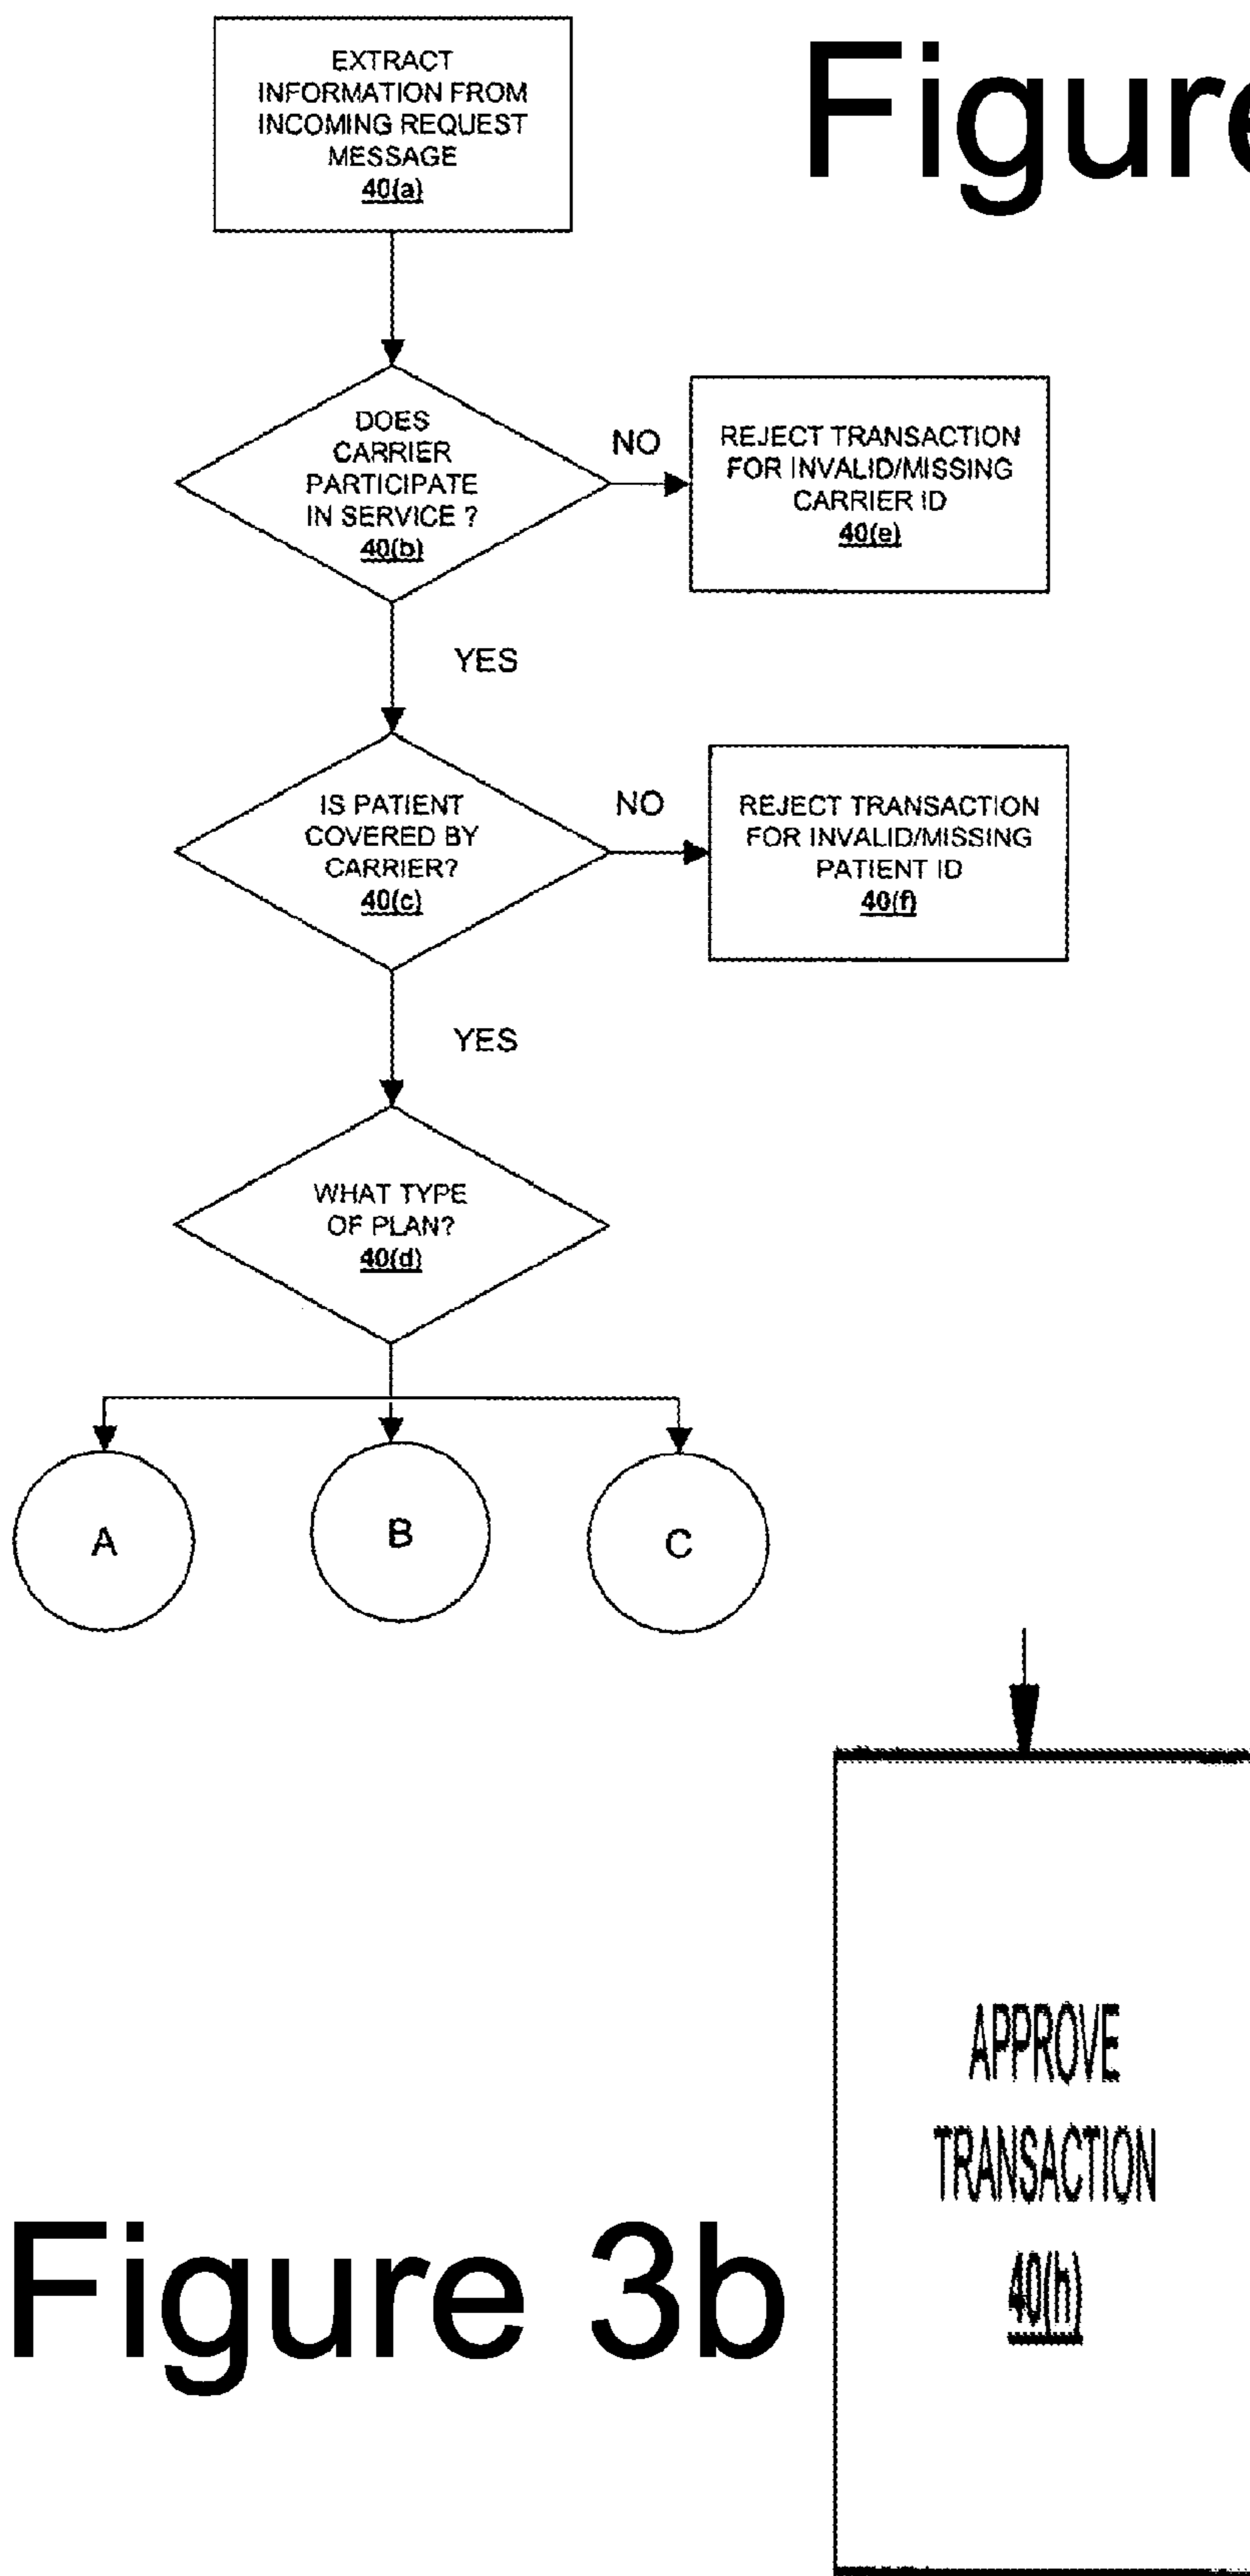 EXTRACT
INFORMATION FROM
INCOMING REQUEST
MESSAGE
40(a)
Figure
DOES
CARRIER
PARTICIPATE
IN SERVICE ?
40(b)
NO
REJECT TRANSACTION
FOR INVALID/MISSING
CARRIER ID
40(e)
YES
IS PATIENT
COVERED BY
CARRIER?
40(c)
NO
REJECT TRANSACTION
FOR INVALID/MISSING
PATIENT ID
40(f)
YES
WHAT TYPE
OF PLAN?
40(d)
A
B
C
APPROVE
TRANSACTION
40(h)
Figure 3b